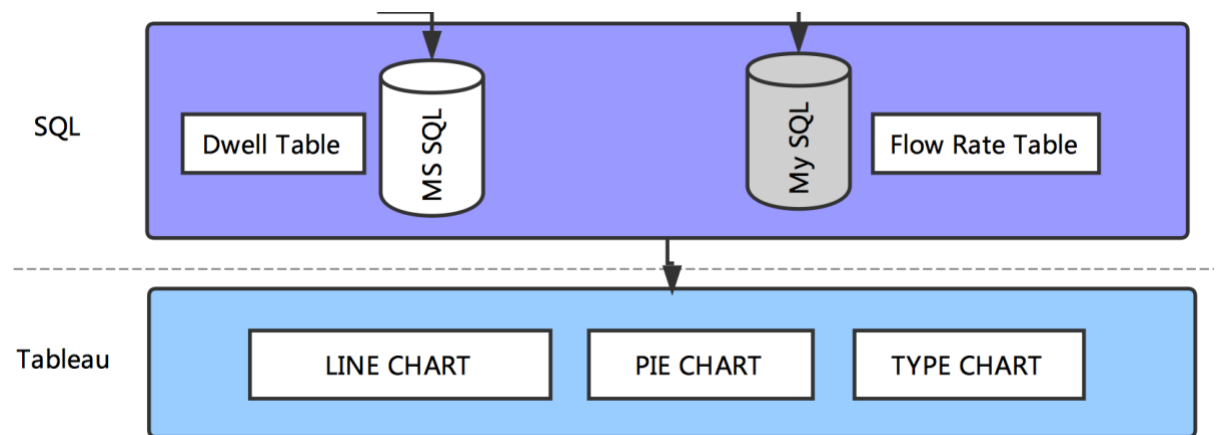 SQL
Dwell Table
MS SQL
My SQL
Flow Rate Table
Tableau
LINE CHART
PIE CHART
TYPE CHART